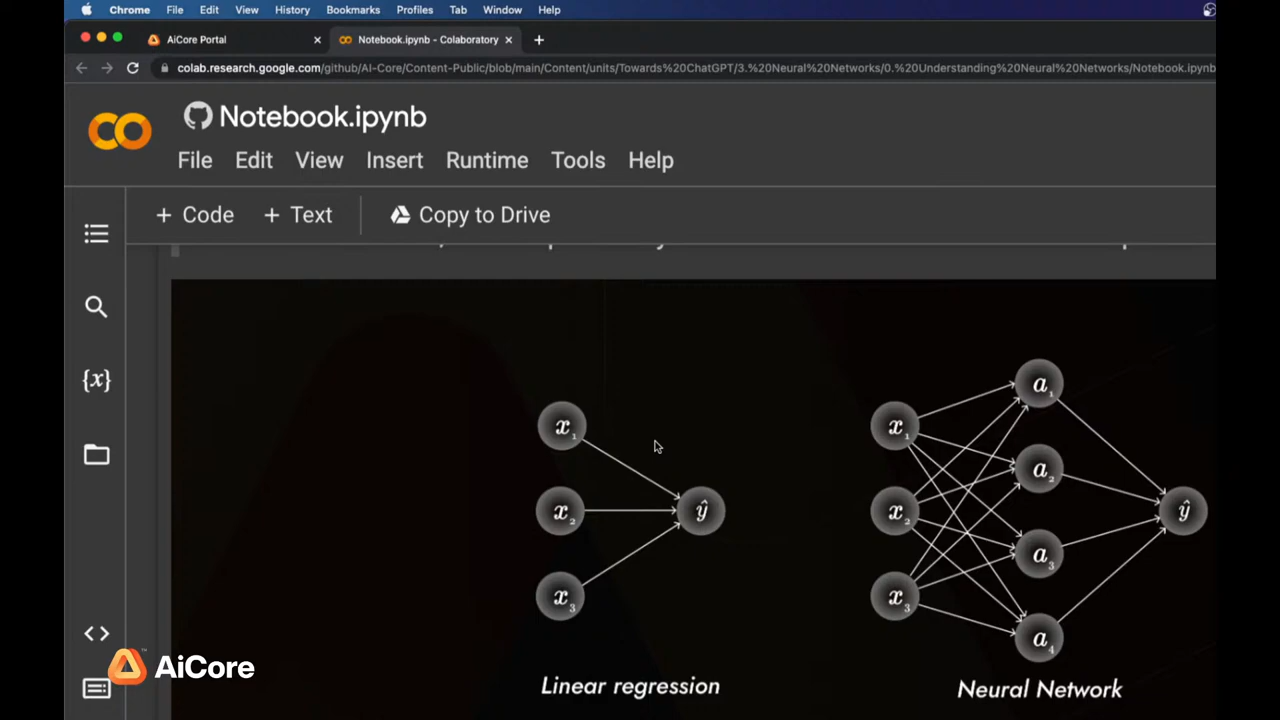 Chrome File Edit View History Bookmarks Profiles Tab Window Help
AiCore Portal × Notebook.ipynb - Colaboratory × +
colab.research.google.com/github/AI-Core/Content-Public/blob/main/Content/units/Towards%20ChatGPT/3.%20Neural%20Networks/0.%20Understanding%20Neural%20Networks/Notebook.ipynb
CO Notebook.ipynb
File Edit View Insert Runtime Tools Help
+ Code + Text Copy to Drive
{x}
x₁ x₂ x₃ ŷ
Linear regression
x₁ x₂ x₃ a₁ a₂ a₃ a₄ ŷ
Neural Network
<>
AiCore™